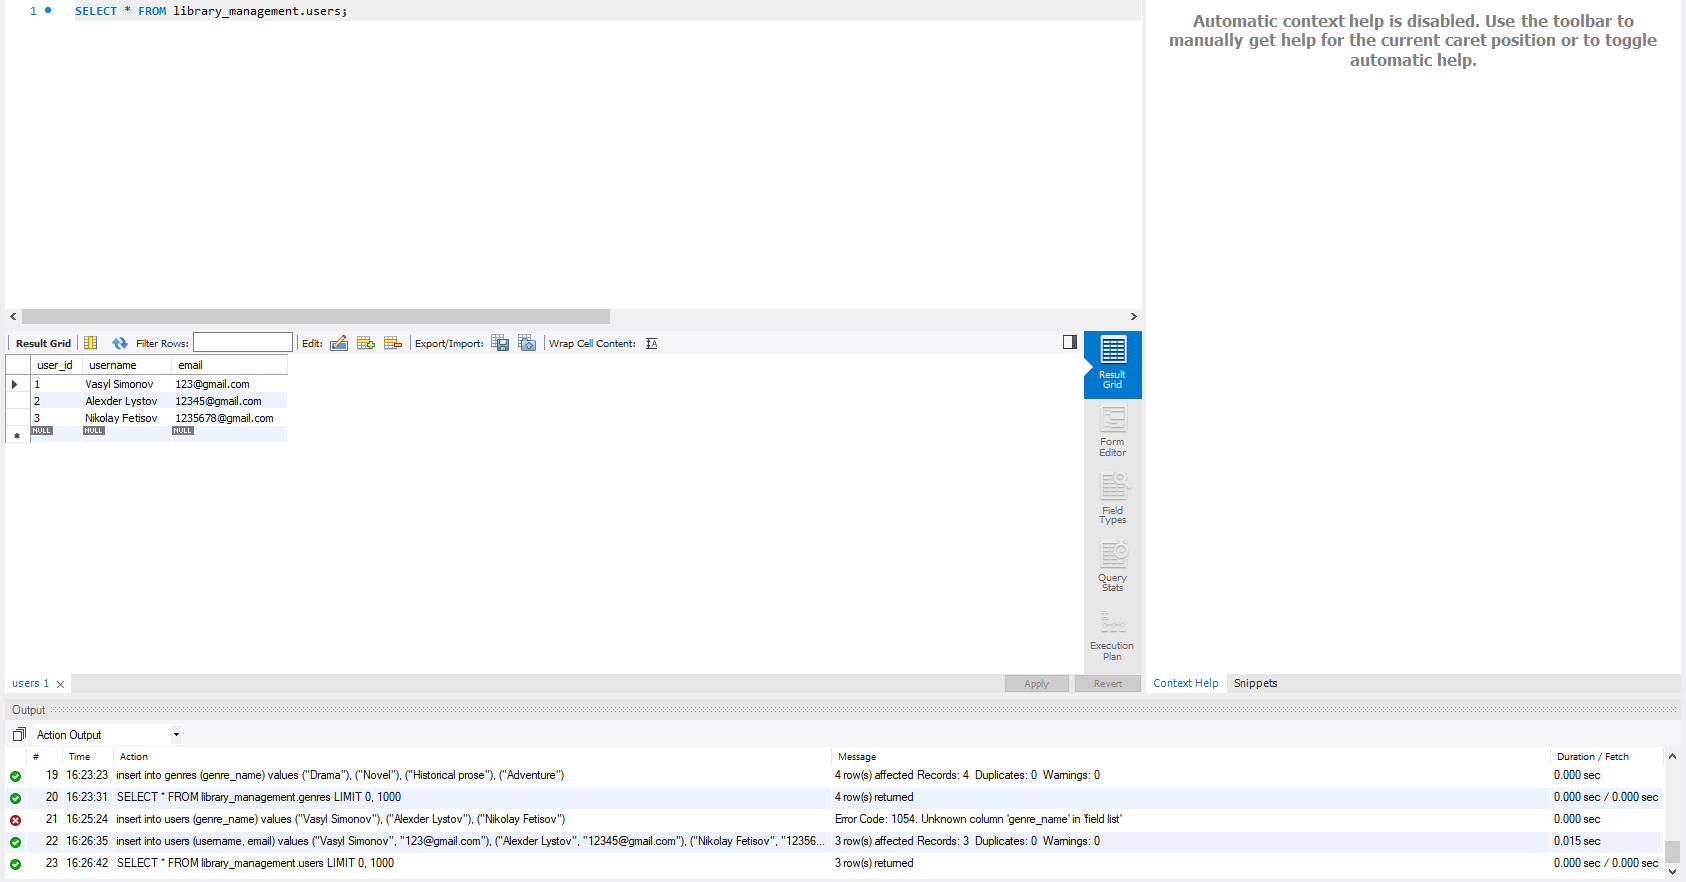 1 SELECT * FROM library_management.users;
Automatic context help is disabled. Use the toolbar to
manually get help for the current caret position or to toggle
automatic help.
Result Grid Filter Rows: Edit: Export/Import: Wrap Cell Content:
user_id username email
1 Vasyl Simonov 123@gmail.com
2 Alexder Lystov 12345@gmail.com
3 Nikolay Fetisov 1235678@gmail.com
NULL NULL NULL
Result
Grid
Form
Editor
Field
Types
Query
Stats
Execution
Plan
users 1 Apply Revert Context Help Snippets
Output
Action Output
# Time Action Message Duration / Fetch
19 16:23:23 insert into genres (genre_name) values ("Drama"), ("Novel"), ("Historical prose"), ("Adventure") 4 row(s) affected Records: 4 Duplicates: 0 Warnings: 0 0.000 sec
20 16:23:31 SELECT * FROM library_management.genres LIMIT 0, 1000 4 row(s) returned 0.000 sec / 0.000 sec
21 16:25:24 insert into users (genre_name) values ("Vasyl Simonov"), ("Alexder Lystov"), ("Nikolay Fetisov") Error Code: 1054. Unknown column 'genre_name' in 'field list' 0.000 sec
22 16:26:35 insert into users (username, email) values ("Vasyl Simonov", "123@gmail.com"), ("Alexder Lystov", "12345@gmail.com"), ("Nikolay Fetisov", "12356... 3 row(s) affected Records: 3 Duplicates: 0 Warnings: 0 0.015 sec
23 16:26:42 SELECT * FROM library_management.users LIMIT 0, 1000 3 row(s) returned 0.000 sec / 0.000 sec